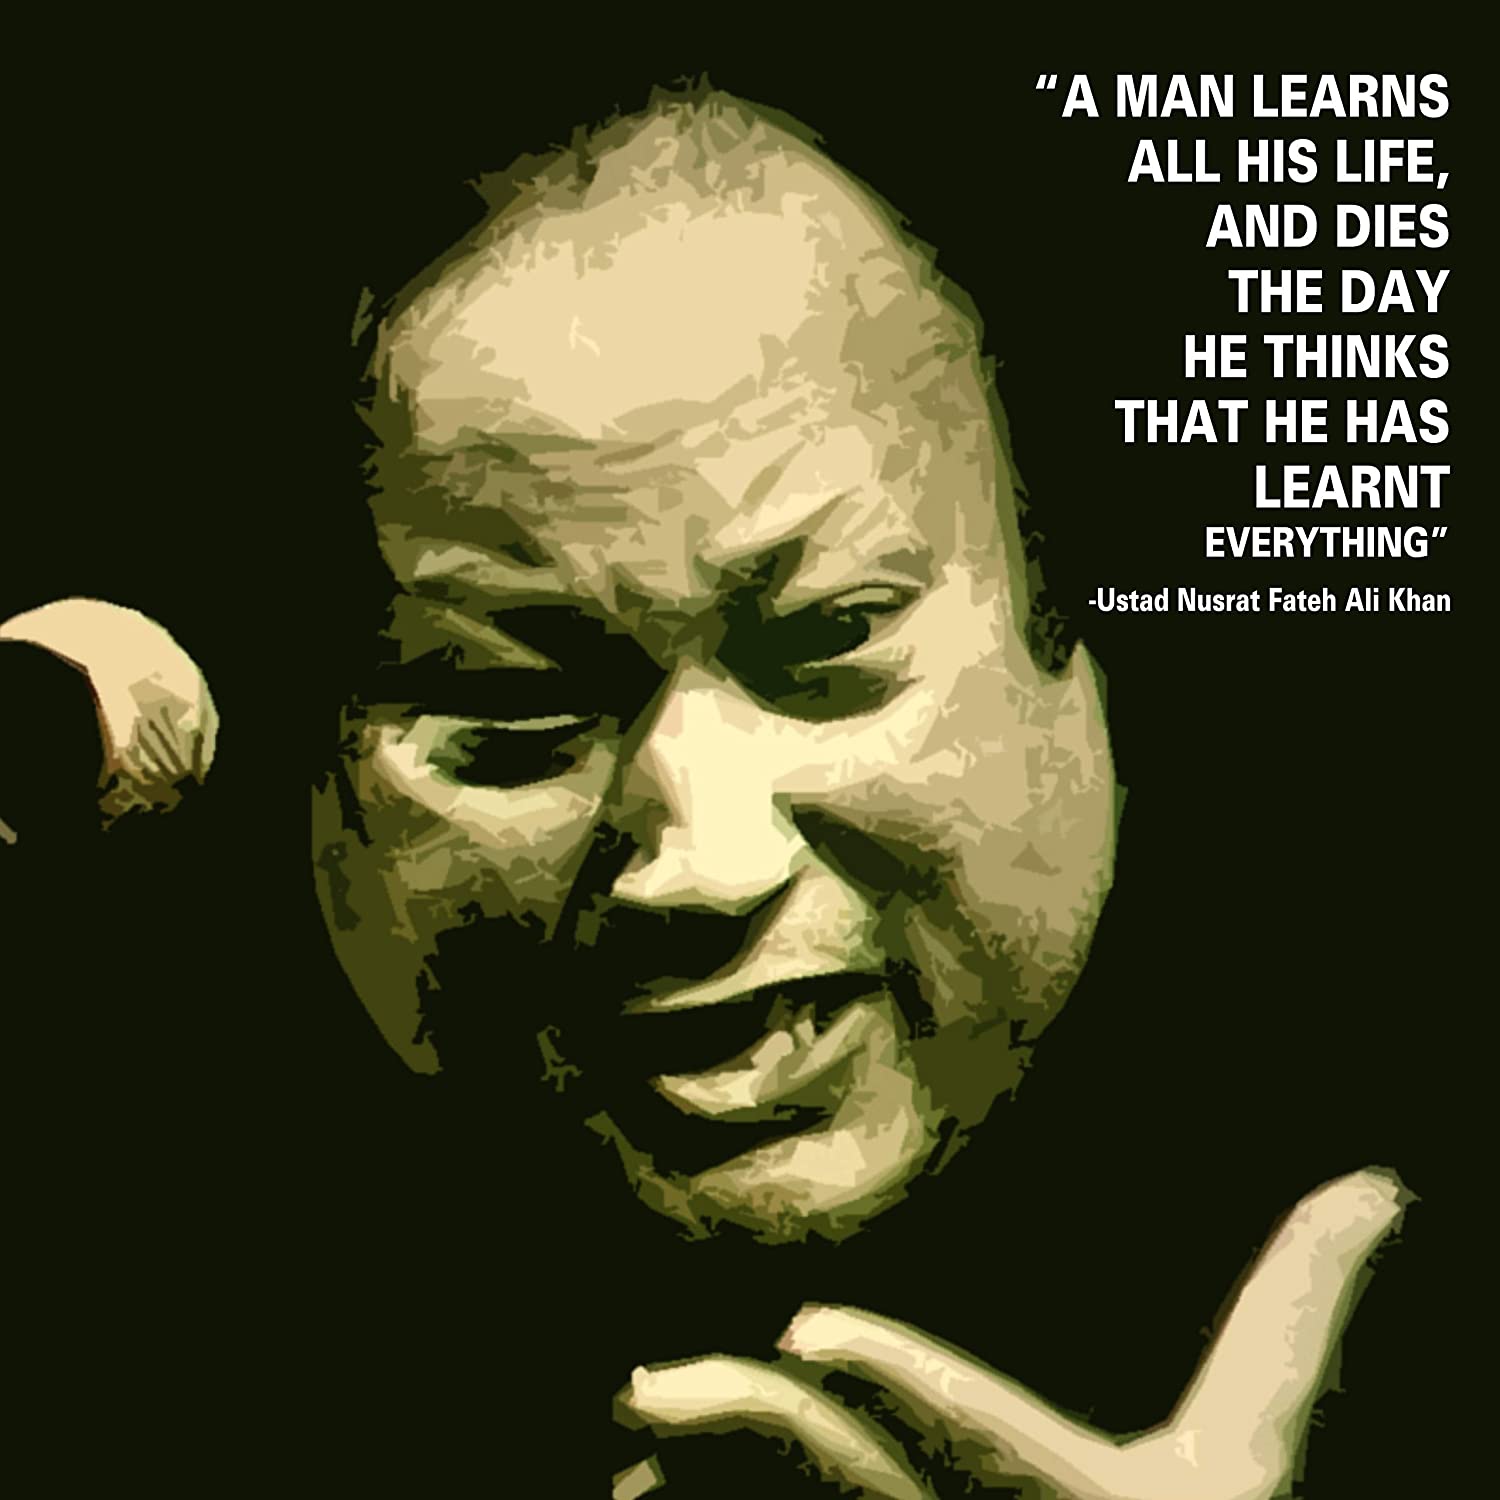 “A MAN LEARNS
ALL HIS LIFE,
AND DIES
THE DAY
HE THINKS
THAT HE HAS
LEARNT
EVERYTHING”
-Ustad Nusrat Fateh Ali Khan